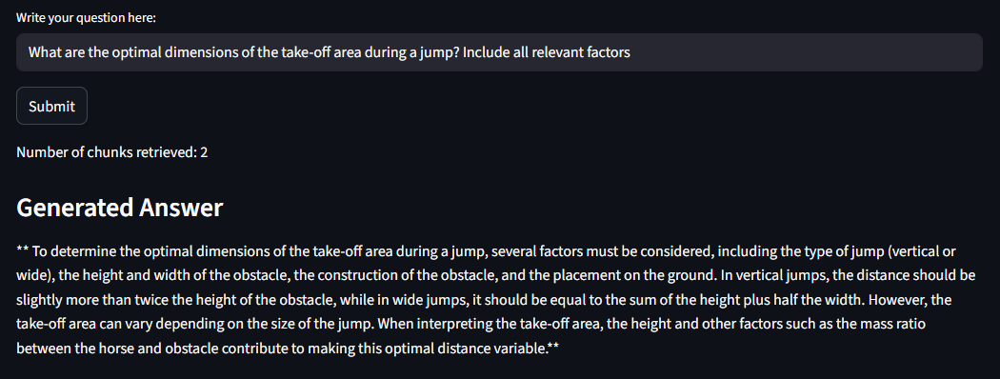 Write your question here:
What are the optimal dimensions of the take-off area during a jump? Include all relevant factors
Submit
Number of chunks retrieved: 2
Generated Answer
** To determine the optimal dimensions of the take-off area during a jump, several factors must be considered, including the type of jump (vertical or
wide), the height and width of the obstacle, the construction of the obstacle, and the placement on the ground. In vertical jumps, the distance should be
slightly more than twice the height of the obstacle, while in wide jumps, it should be equal to the sum of the height plus half the width. However, the
take-off area can vary depending on the size of the jump. When interpreting the take-off area, the height and other factors such as the mass ratio
between the horse and obstacle contribute to making this optimal distance variable.**